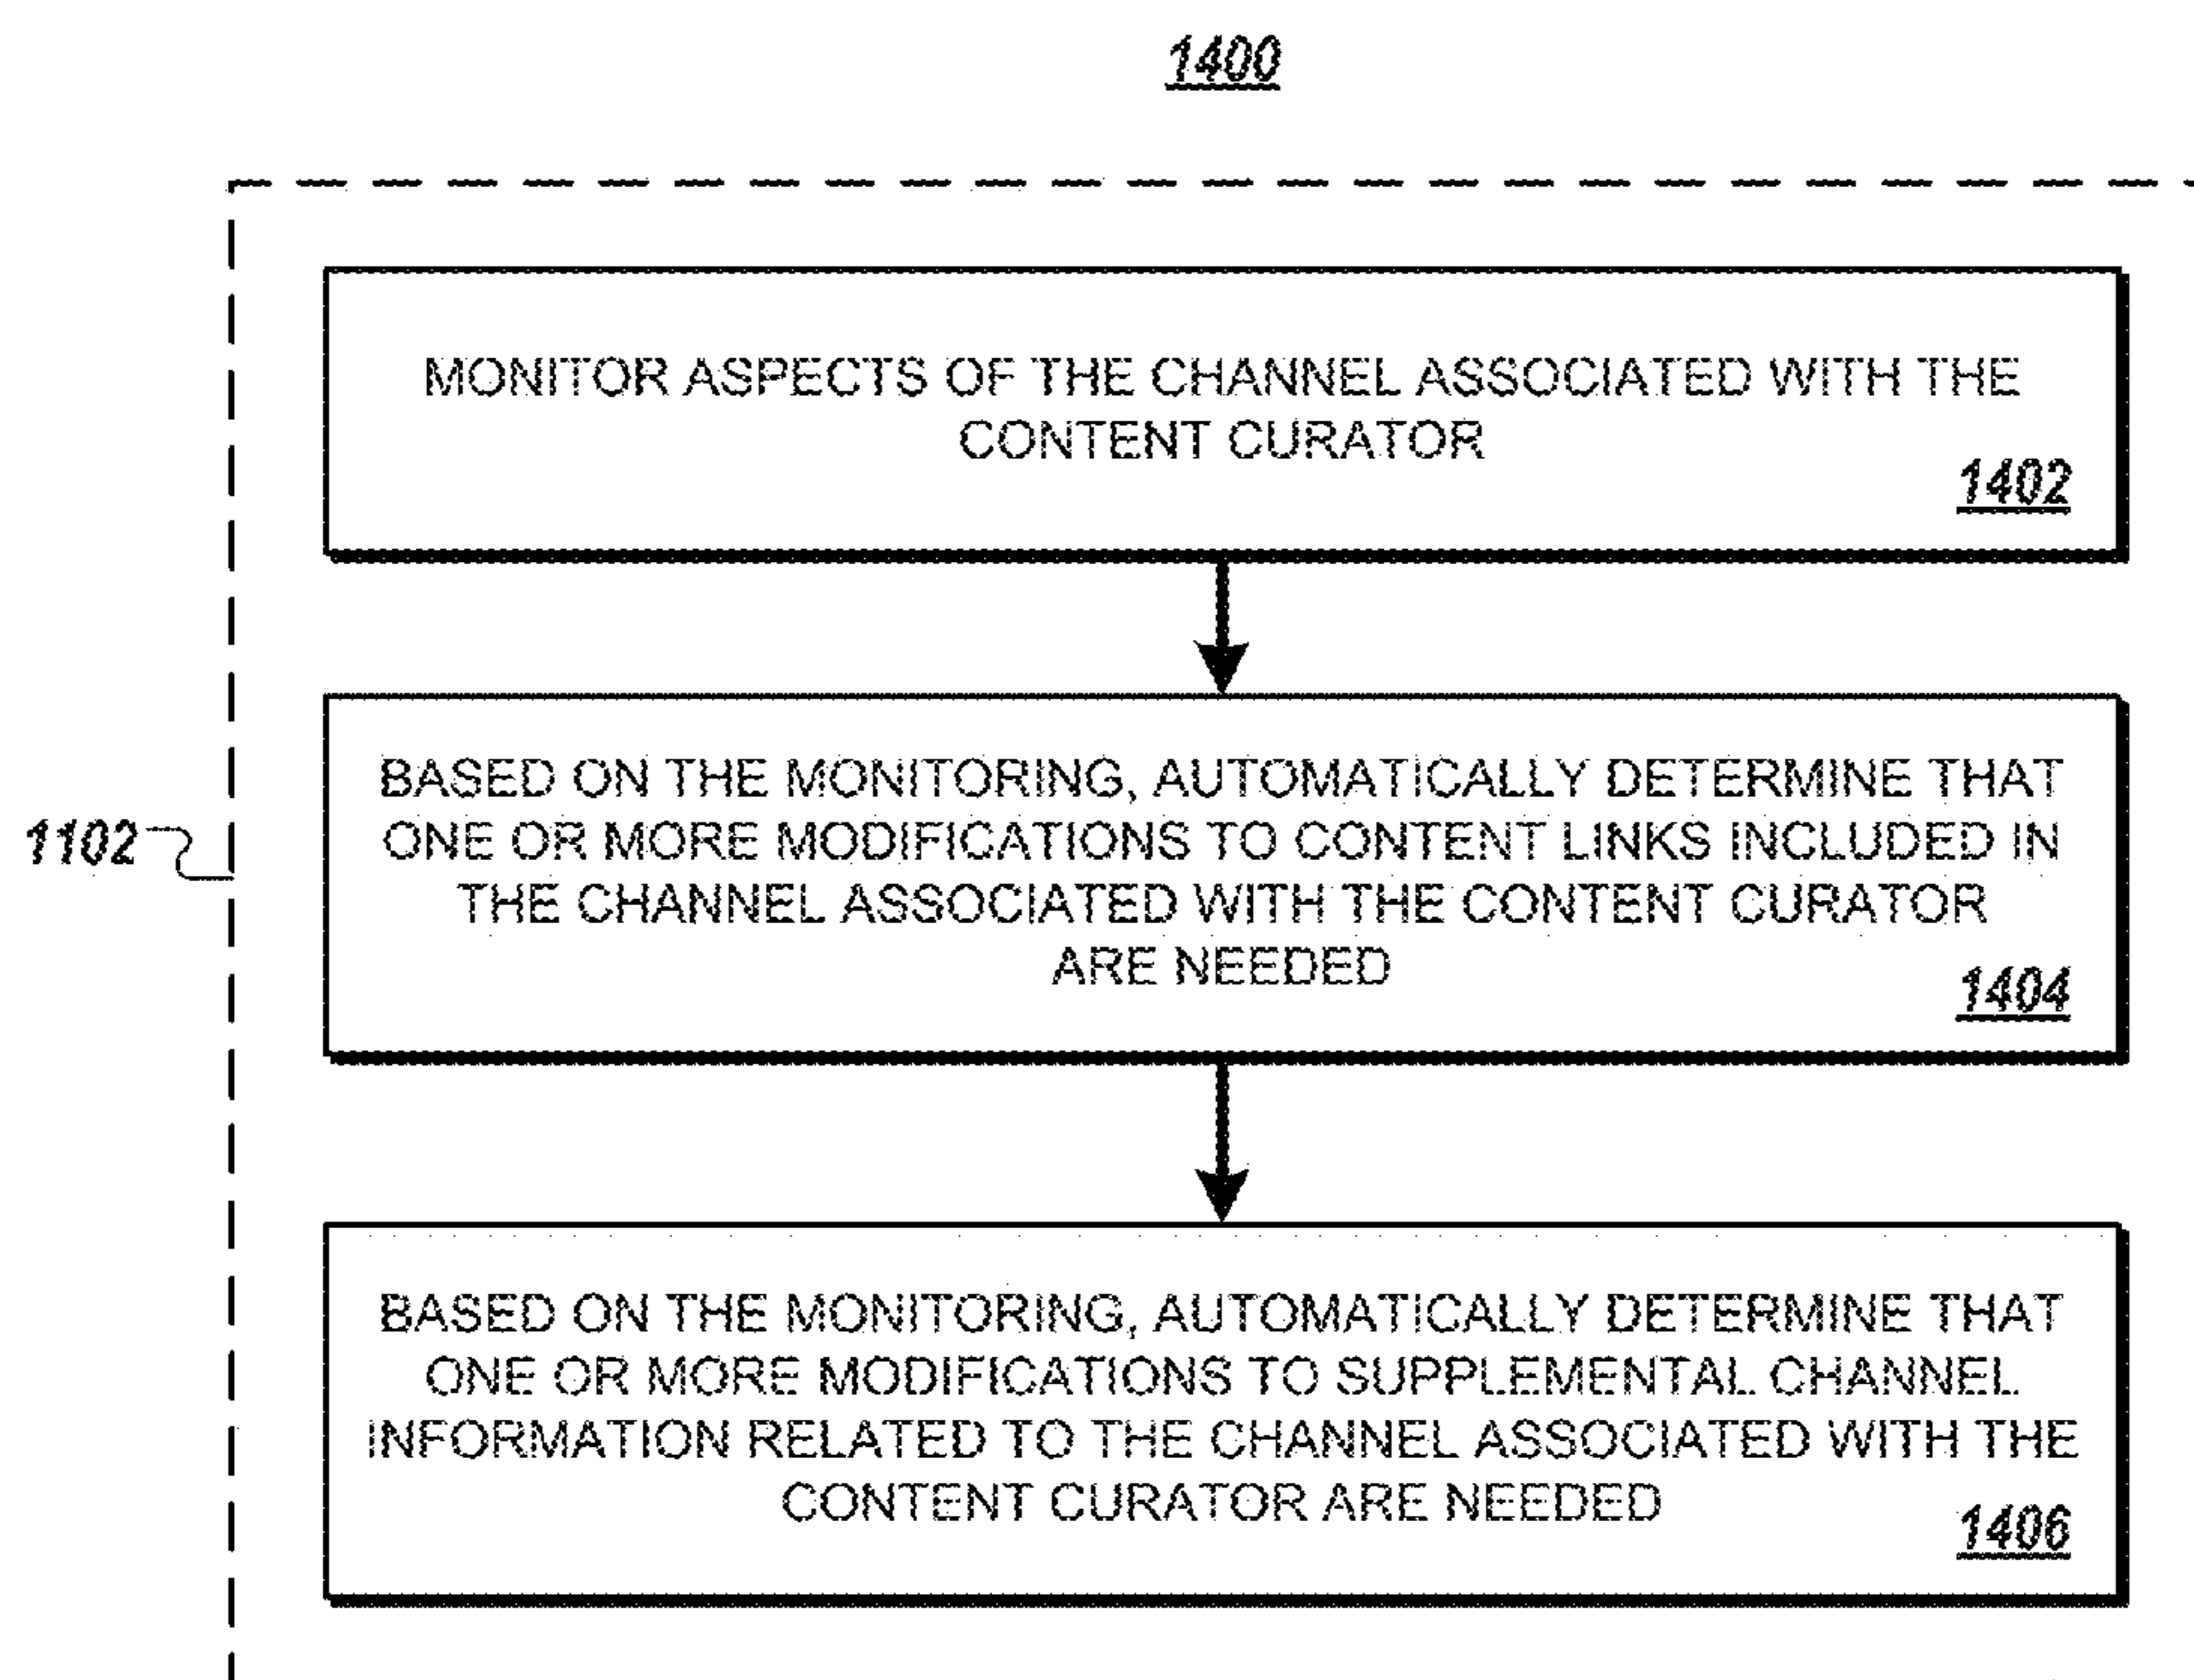 1400
MONITOR ASPECTS OF THE CHANNEL ASSOCIATED WITH THE
CONTENT CURATOR
1402
BASED ON THE MONITORING, AUTOMATICALLY DETERMINE THAT
ONE OR MORE MODIFICATIONS TO CONTENT LINKS INCLUDED IN
THE CHANNEL ASSOCIATED WITH THE CONTENT CURATOR
ARE NEEDED
1404
1102
BASED ON THE MONITORING, AUTOMATICALLY DETERMINE THAT
ONE OR MORE MODIFICATIONS TO SUPPLEMENTAL CHANNEL
INFORMATION RELATED TO THE CHANNEL ASSOCIATED WITH THE
CONTENT CURATOR ARE NEEDED
1406